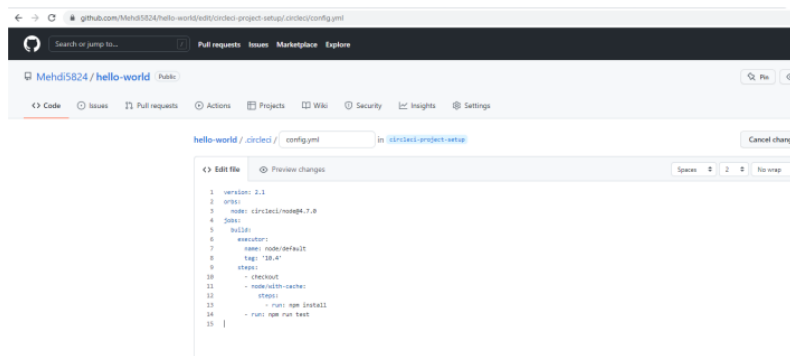 github.com/Mehdi5824/hello-world/edit/circleci-project-setup/.circleci/config.yml
Search or jump to... / Pull requests Issues Marketplace Explore
Mehdi5824 / hello-world Public Pin
<> Code Issues Pull requests Actions Projects Wiki Security Insights Settings
hello-world / .circleci / config.yml in circleci-project-setup Cancel chang
<> Edit file Preview changes Spaces 2 No wrap
1 version: 2.1
2 orbs:
3 node: circleci/node@4.7.0
4 jobs:
5 build:
6 executor:
7 name: node/default
8 tag: '10.4'
9 steps:
10 - checkout
11 - node/with-cache:
12 steps:
13 - run: npm install
14 - run: npm run test
15